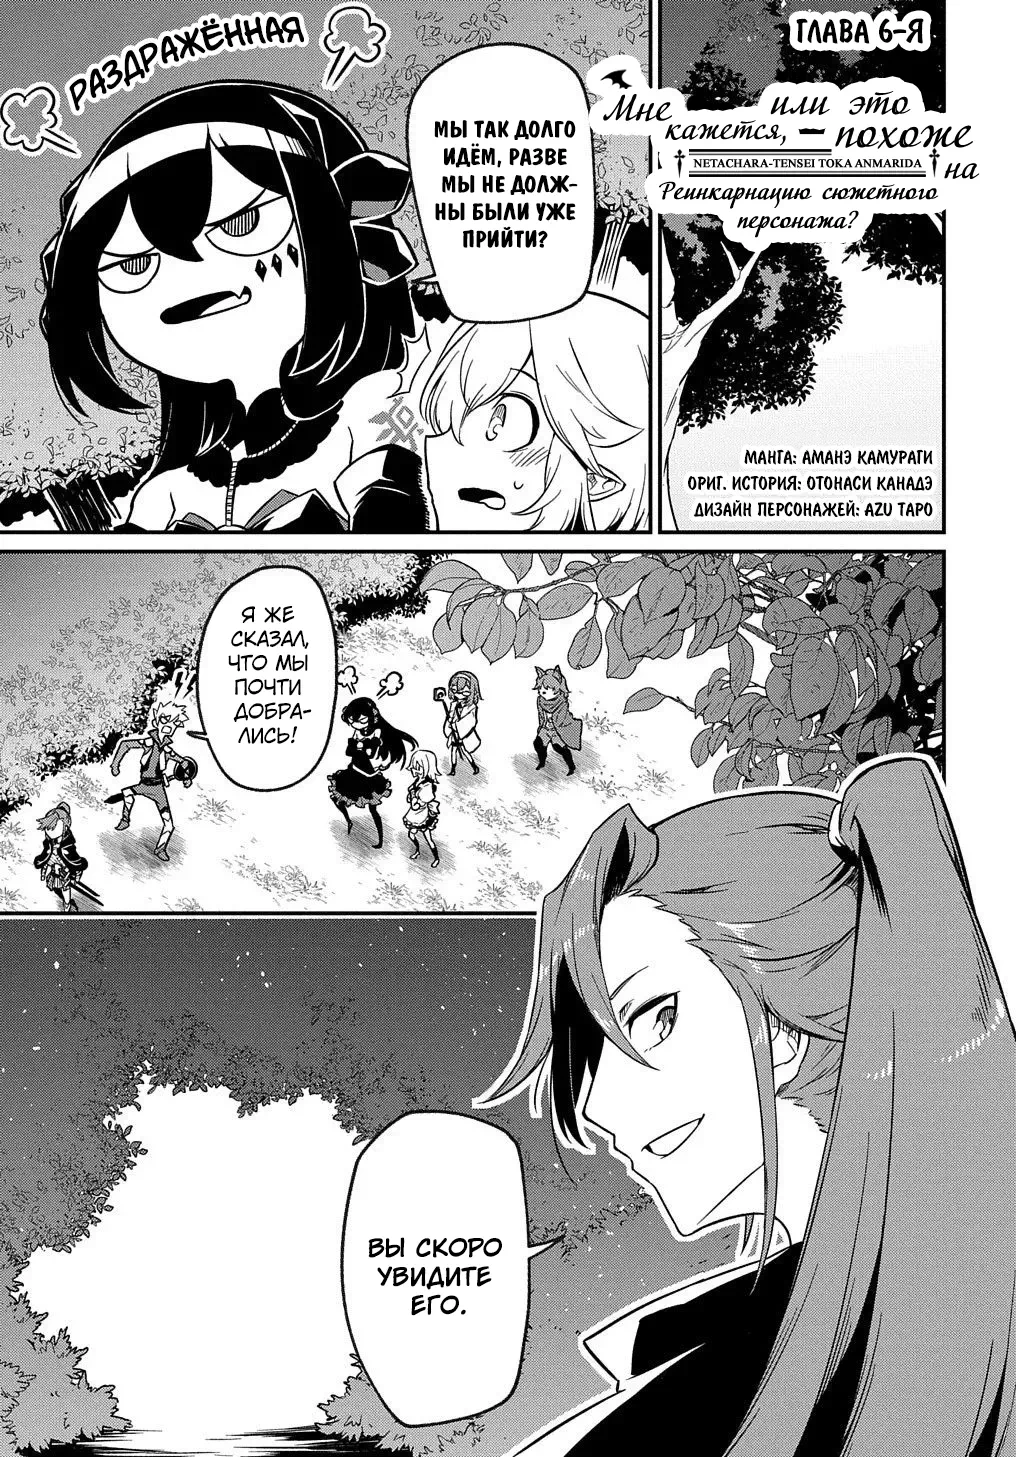 ГЛАВА 6-Я
Мне кажется, или это похоже на
NETACHARA-TENSEI TOKA ANMARIDA
Реинкарнацию сюжетного
персонажа?
МАНГА: АМАНЭ КАМУРАГИ
ОРИГ. ИСТОРИЯ: ОТОНАСИ КАНАДЭ
ДИЗАЙН ПЕРСОНАЖЕЙ: AZU ТАРО
РАЗДРАЖЁННАЯ
МЫ ТАК ДОЛГО
ИДЁМ, РАЗВЕ
МЫ НЕ ДОЛЖ-
НЫ БЫЛИ УЖЕ
ПРИЙТИ?
Я ЖЕ
СКАЗАЛ,
ЧТО МЫ
ПОЧТИ
ДОБРА-
ЛИСЬ!
ВЫ СКОРО
УВИДИТЕ
ЕГО.